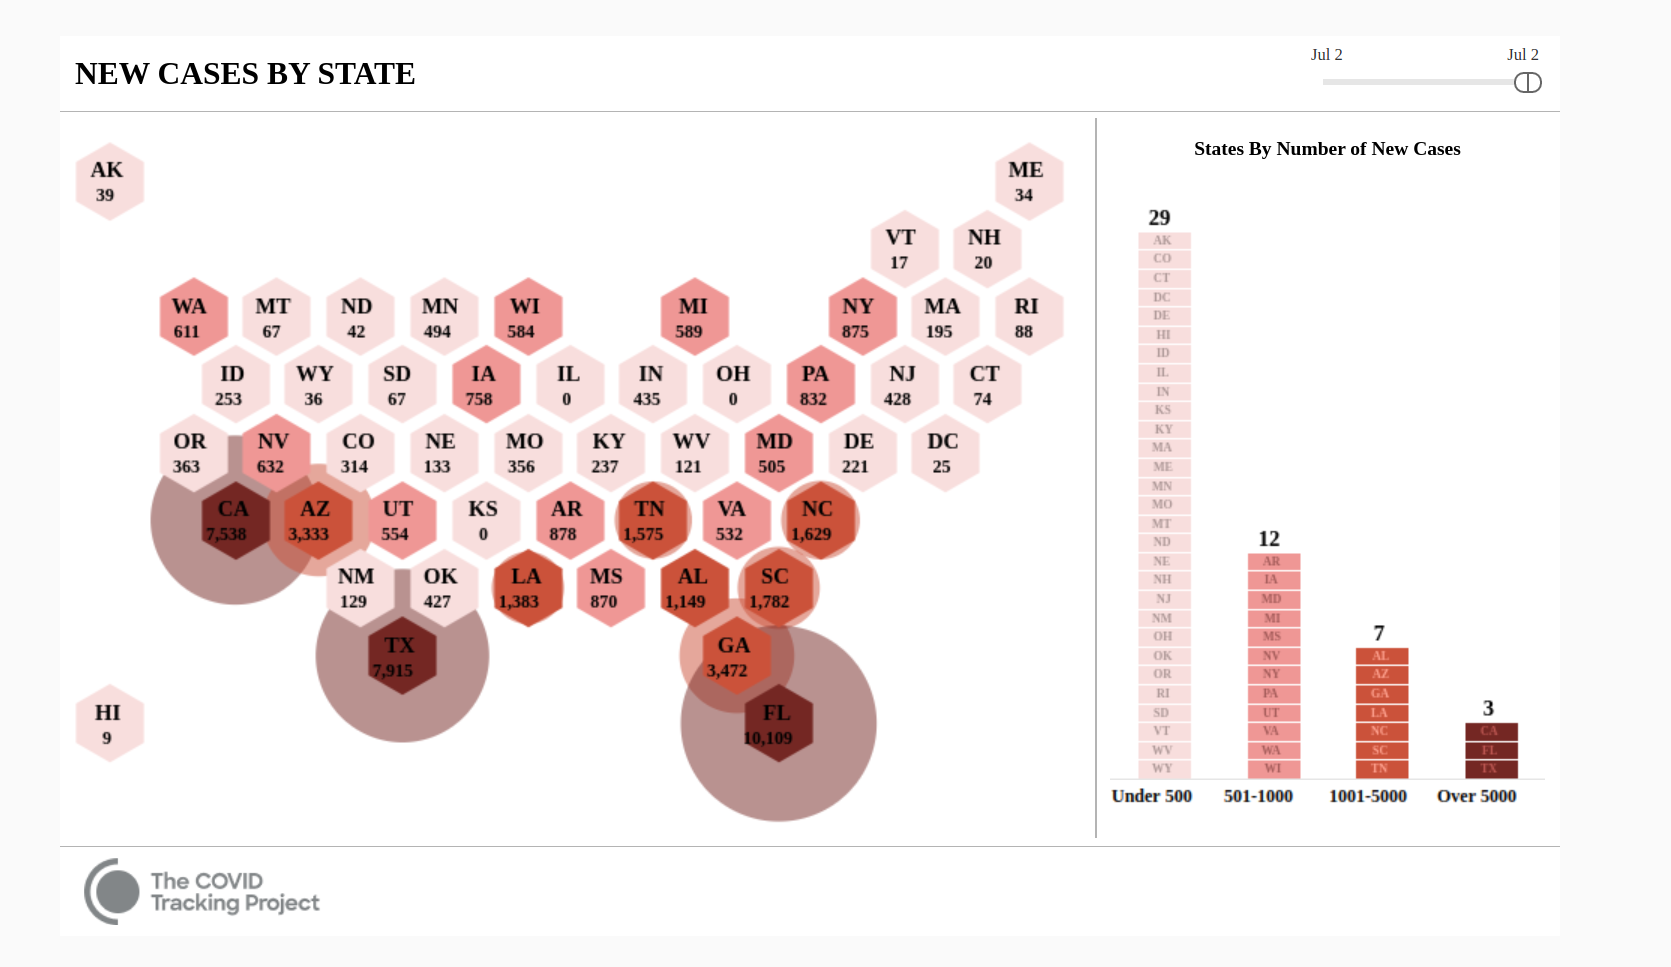 NEW CASES BY STATE
Jul 2
Jul 2
AK
39
ME
34
VT
17
NH
20
WA
611
MT
67
ND
42
MN
494
WI
584
MI
589
NY
875
MA
195
RI
88
ID
253
WY
36
SD
67
IA
758
IL
0
IN
435
OH
0
PA
832
NJ
428
CT
74
OR
363
NV
632
CO
314
NE
133
MO
356
KY
237
WV
121
MD
505
DE
221
DC
25
CA
7,538
AZ
3,333
UT
554
KS
0
AR
878
TN
1,575
VA
532
NC
1,629
NM
129
OK
427
LA
1,383
MS
870
AL
1,149
SC
1,782
TX
7,915
GA
3,472
HI
9
FL
10,109
States By Number of New Cases
29
AK
CO
CT
DC
DE
HI
ID
IL
IN
KS
KY
MA
ME
MN
MO
MT
ND
NE
NH
NJ
NM
OH
OK
OR
RI
SD
VT
WV
WY
Under 500
12
AR
IA
MD
MI
MS
NV
NY
PA
UT
VA
WA
WI
501-1000
7
AL
AZ
GA
LA
NC
SC
TN
1001-5000
3
CA
FL
TX
Over 5000
The COVID
Tracking Project